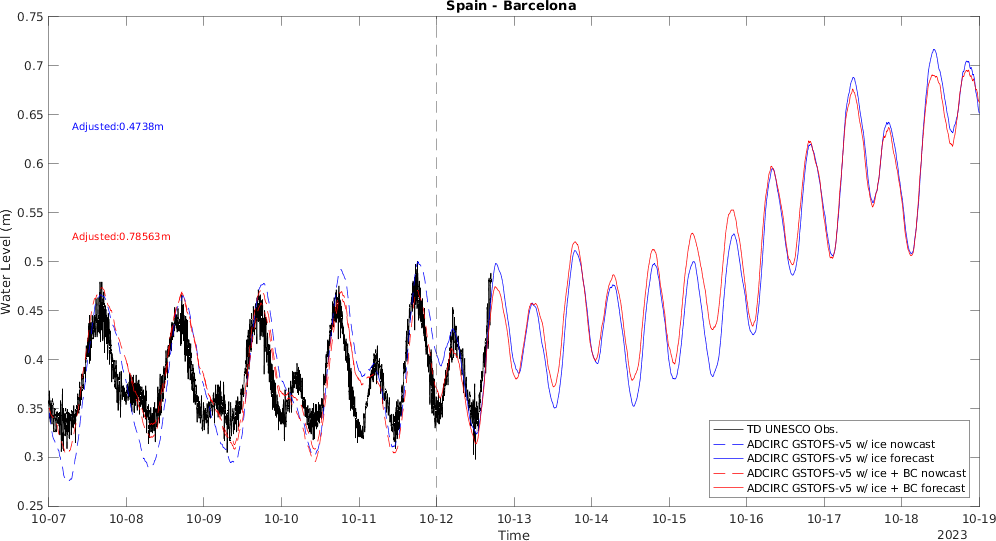 Spain - Barcelona
0.75
0.7
0.65
0.6
0.55
0.5
0.45
0.4
0.35
0.3
0.25
Water Level (m)
Adjusted:0.4738m
Adjusted:0.78563m
TD UNESCO Obs.
ADCIRC GSTOFS-v5 w/ ice nowcast
ADCIRC GSTOFS-v5 w/ ice forecast
ADCIRC GSTOFS-v5 w/ ice + BC nowcast
ADCIRC GSTOFS-v5 w/ ice + BC forecast
10-07 10-08 10-09 10-10 10-11 10-12 10-13 10-14 10-15 10-16 10-17 10-18 10-19
Time
2023